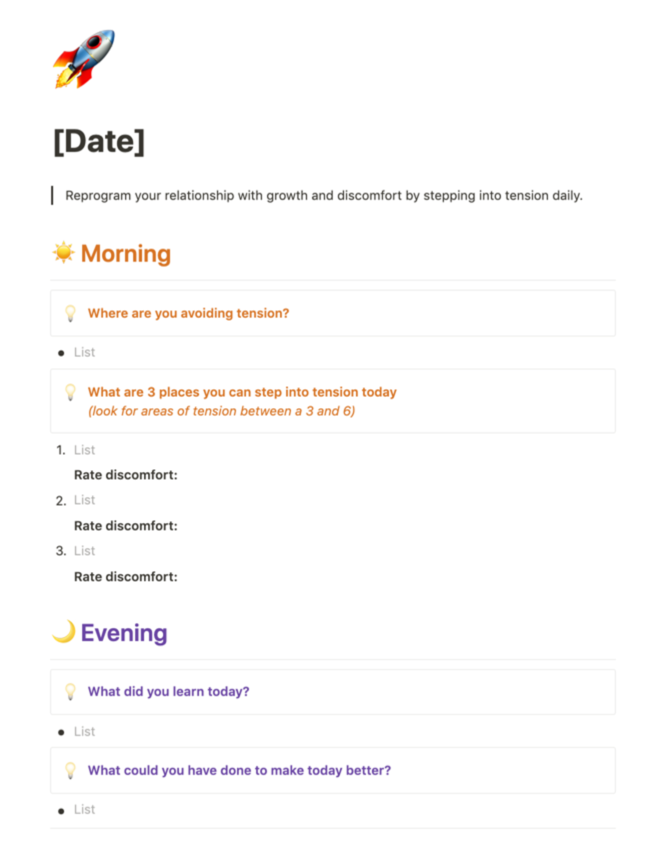 [Date]
Reprogram your relationship with growth and discomfort by stepping into tension daily.
Morning
Where are you avoiding tension?
• List
What are 3 places you can step into tension today
(look for areas of tension between a 3 and 6)
1. List
Rate discomfort:
2. List
Rate discomfort:
3. List
Rate discomfort:
Evening
What did you learn today?
• List
What could you have done to make today better?
• List